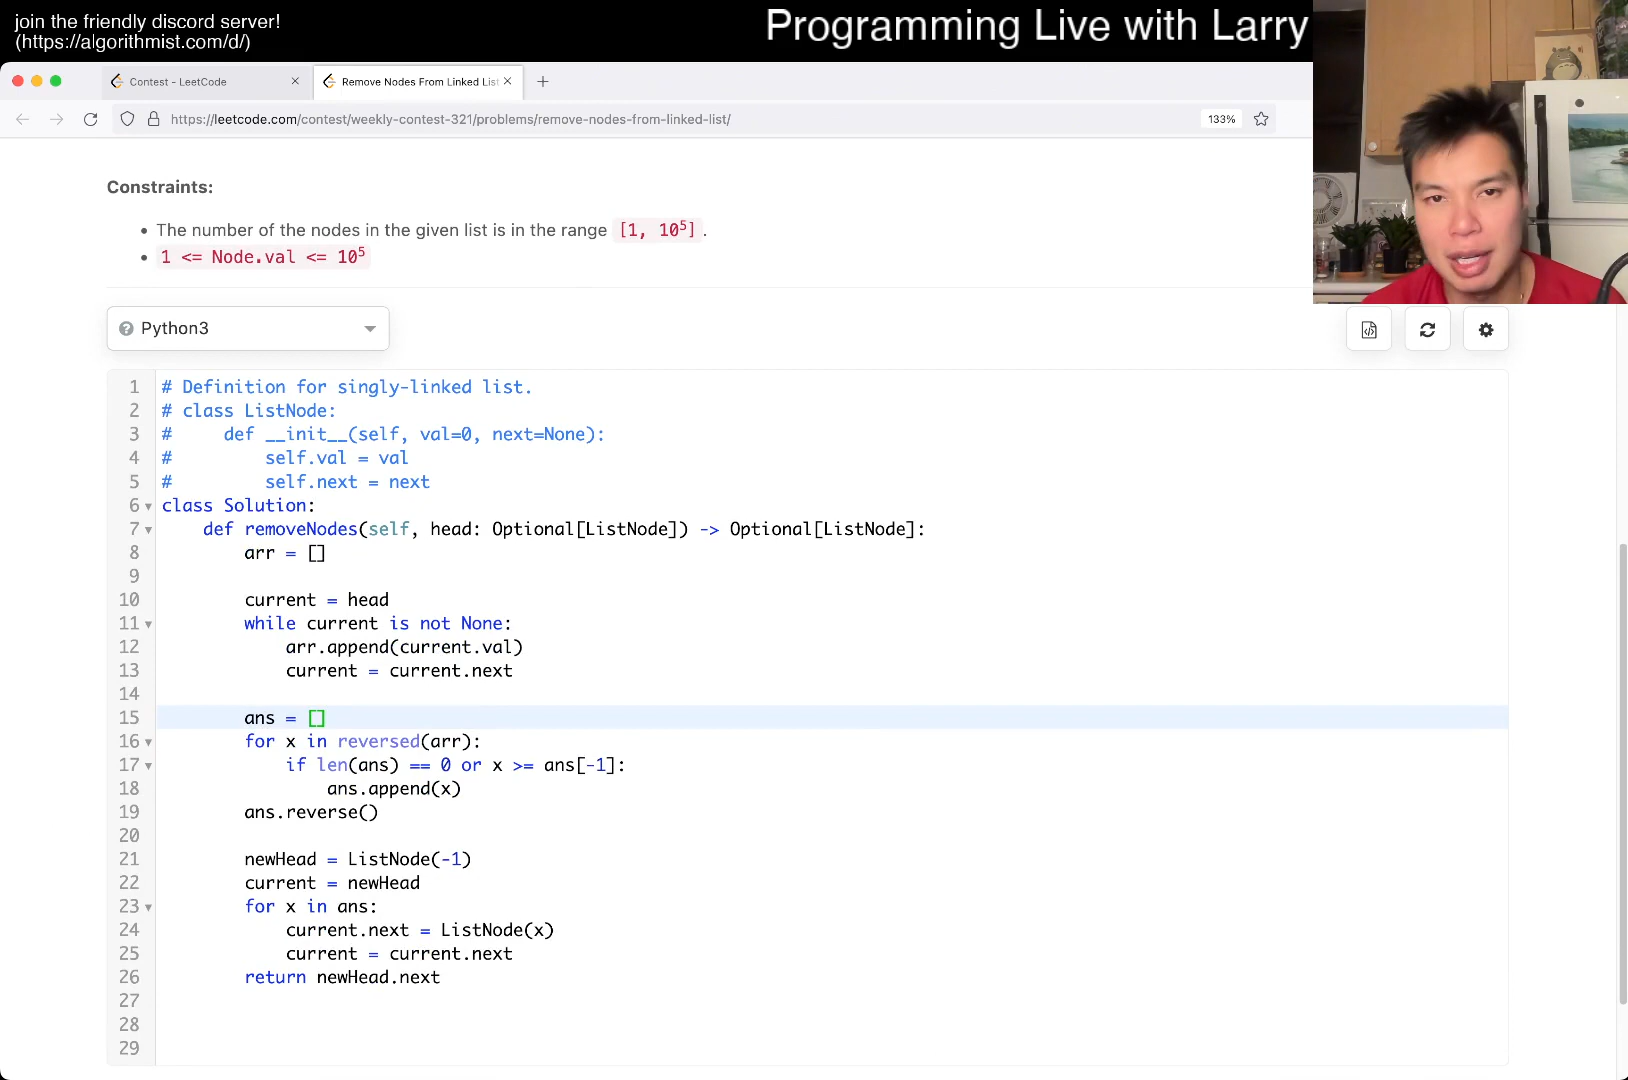 join the friendly discord server!
(https://algorithmist.com/d/)
Programming Live with Larry
Contest - LeetCode
Remove Nodes From Linked List
https://leetcode.com/contest/weekly-contest-321/problems/remove-nodes-from-linked-list/
133%
Constraints:
• The number of the nodes in the given list is in the range [1, 10⁵].
• 1 <= Node.val <= 10⁵
Python3
1 # Definition for singly-linked list.
2 # class ListNode:
3 #     def __init__(self, val=0, next=None):
4 #         self.val = val
5 #         self.next = next
6 class Solution:
7     def removeNodes(self, head: Optional[ListNode]) -> Optional[ListNode]:
8         arr = []
9
10         current = head
11         while current is not None:
12             arr.append(current.val)
13             current = current.next
14
15         ans = []
16         for x in reversed(arr):
17             if len(ans) == 0 or x >= ans[-1]:
18                 ans.append(x)
19         ans.reverse()
20
21         newHead = ListNode(-1)
22         current = newHead
23         for x in ans:
24             current.next = ListNode(x)
25             current = current.next
26         return newHead.next
27
28
29